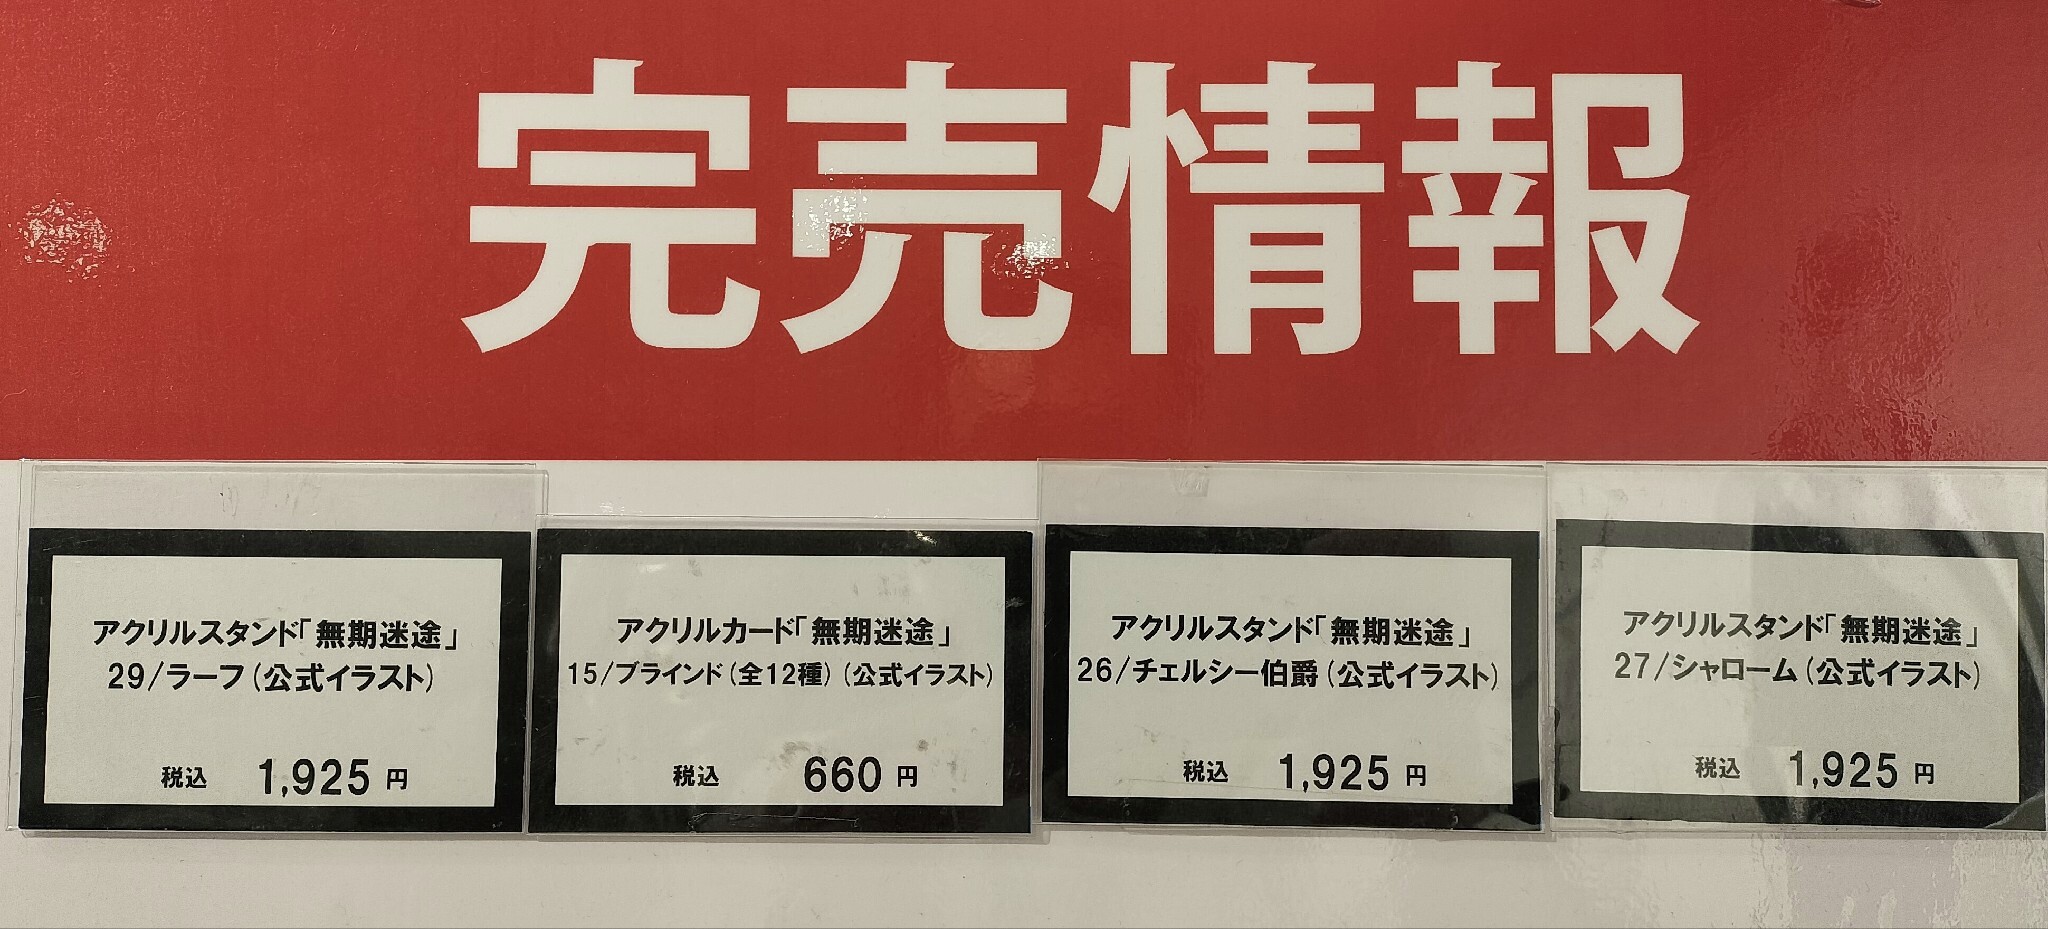 完売情報
アクリルスタンド「無期迷途」
29/ラーフ(公式イラスト)
税込 1,925 円
アクリルカード「無期迷途」
15/ブラインド(全12種)(公式イラスト)
税込 660 円
アクリルスタンド「無期迷途」
26/チェルシー伯爵(公式イラスト)
税込 1,925 円
アクリルスタンド「無期迷途」
27/シャローム(公式イラスト)
税込 1,925 円